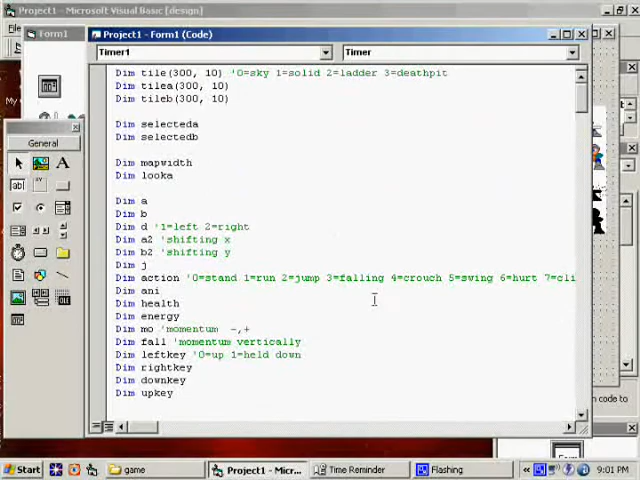 Project1 - Microsoft Visual Basic [design]
Form1
Project1 - Form1 (Code)
Timer1
Timer
General
Dim tile(300, 10) '0=sky 1=solid 2=ladder 3=deathpit
Dim tilea(300, 10)
Dim tileb(300, 10)
Dim selecteda
Dim selectedb
Dim mapwidth
Dim looka
Dim a
Dim b
Dim d '1=left 2=right
Dim a2 'shifting x
Dim b2 'shifting y
Dim j
Dim action '0=stand 1=run 2=jump 3=falling 4=crouch 5=swing 6=hurt 7=cli
Dim ani
Dim health
Dim energy
Dim mo 'momentum -,+
Dim fall 'momentum vertically
Dim leftkey '0=up 1=held down
Dim rightkey
Dim downkey
Dim upkey
on code to
Start
game
Project1 - Micr...
Time Reminder
Flashing
9:01 PM